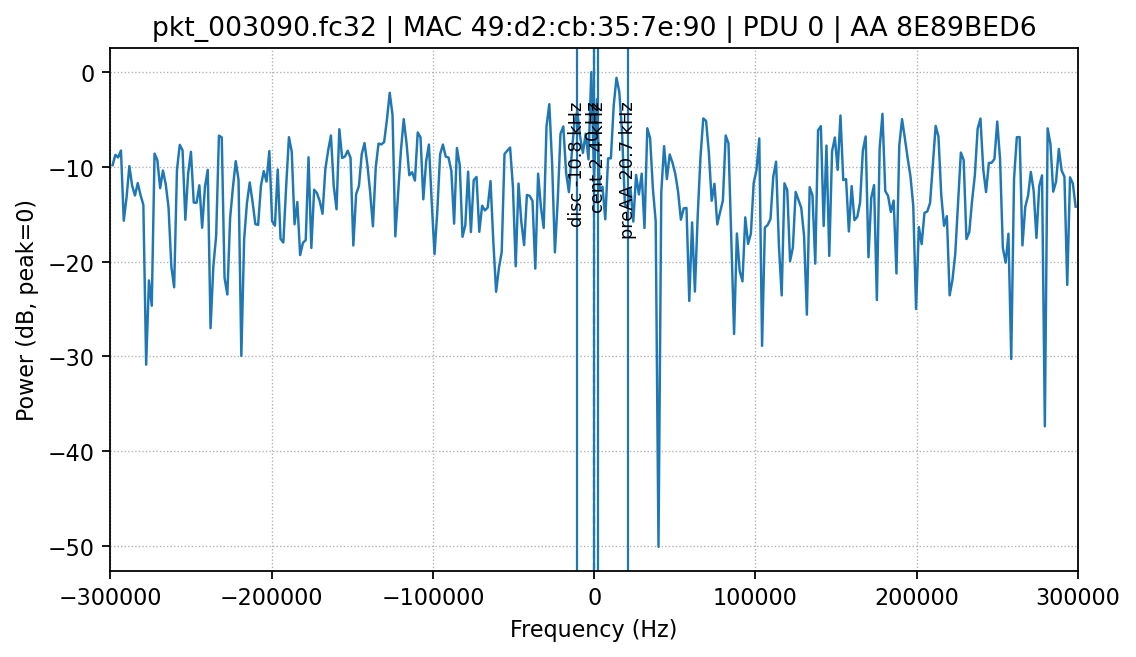 pkt_003090.fc32 | MAC 49:d2:cb:35:7e:90 | PDU 0 | AA 8E89BED6
Power (dB, peak=0)
0
−10
−20
−30
−40
−50
disc -10.8 kHz
cent 2.4 kHz
preAA 20.7 kHz
−300000
−200000
−100000
0
100000
200000
300000
Frequency (Hz)